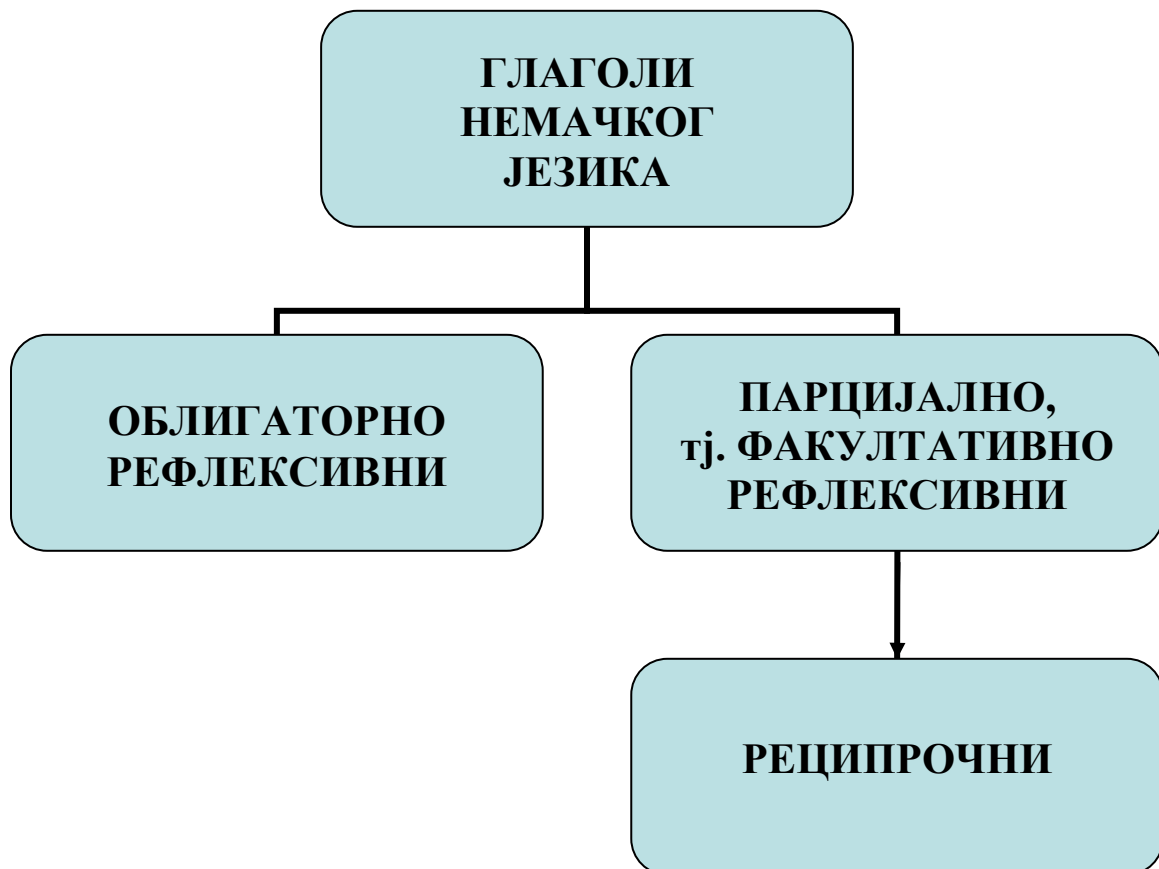 ГЛАГОЛИ
НЕМАЧКОГ
ЈЕЗИКА
ОБЛИГАТОРНО
РЕФЛЕКСИВНИ
ПАРЦИЈАЛНО,
тј. ФАКУЛТАТИВНО
РЕФЛЕКСИВНИ
РЕЦИПРОЧНИ